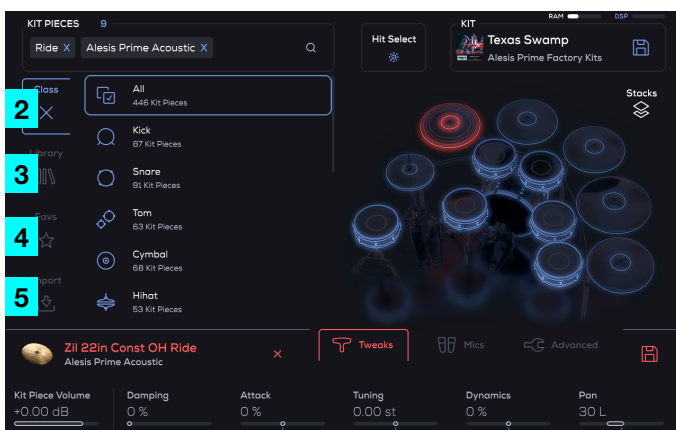 RAM DSP
KIT PIECES 9 KIT
Ride X Alesis Prime Acoustic X
Hit Select
Texas Swamp
Alesis Prime Factory Kits
Class
2
Library
3
Favs
4
5
All
446 Kit Pieces
Kick
87 Kit Pieces
Snare
91 Kit Pieces
Tom
63 Kit Pieces
Cymbal
68 Kit Pieces
Hihat
53 Kit Pieces
Stacks
Zil 22in Const OH Ride
Alesis Prime Acoustic
×
Tweaks Mics Advanced
Kit Piece Volume Damping Attack Tuning Dynamics Pan
+0.00 dB 0 % 0 % 0.00 st 0 % 30 L